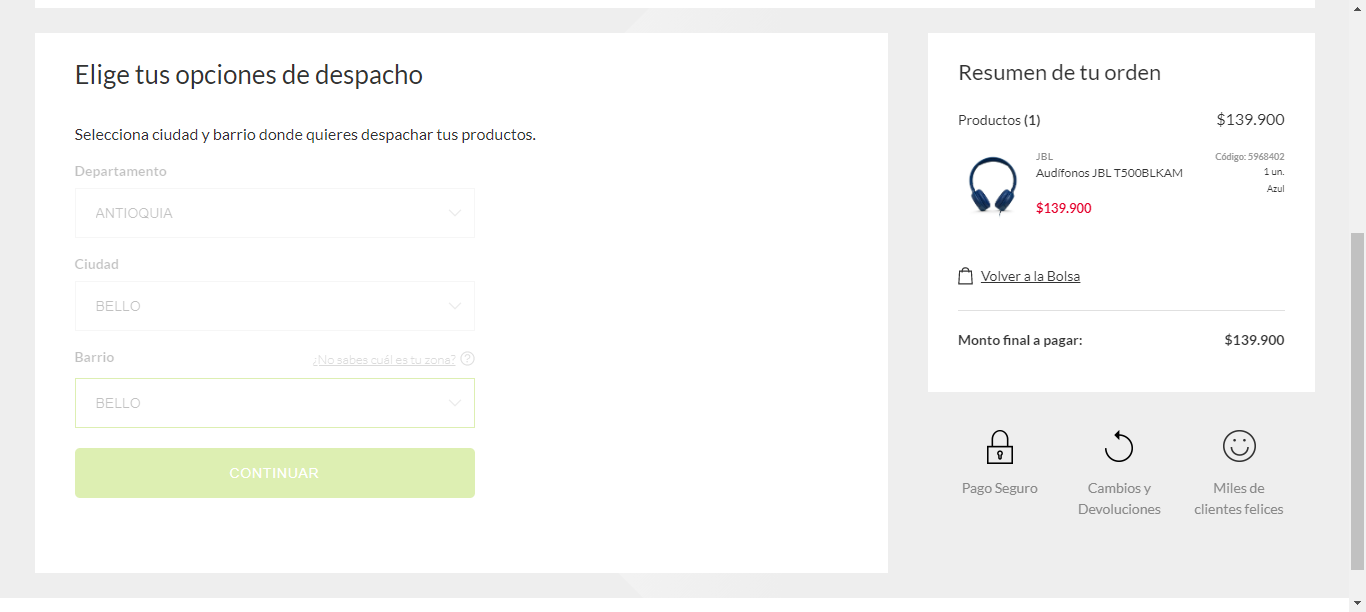 Elige tus opciones de despacho
Selecciona ciudad y barrio donde quieres despachar tus productos.
Departamento
ANTIOQUIA
Ciudad
BELLO
Barrio
¿No sabes cuál es tu zona? ?
BELLO
CONTINUAR
Resumen de tu orden
Productos (1) $139.900
JBL Código: 5968402
Audífonos JBL T500BLKAM 1 un.
Azul
$139.900
Volver a la Bolsa
Monto final a pagar: $139.900
Pago Seguro
Cambios y
Devoluciones
Miles de
clientes felices